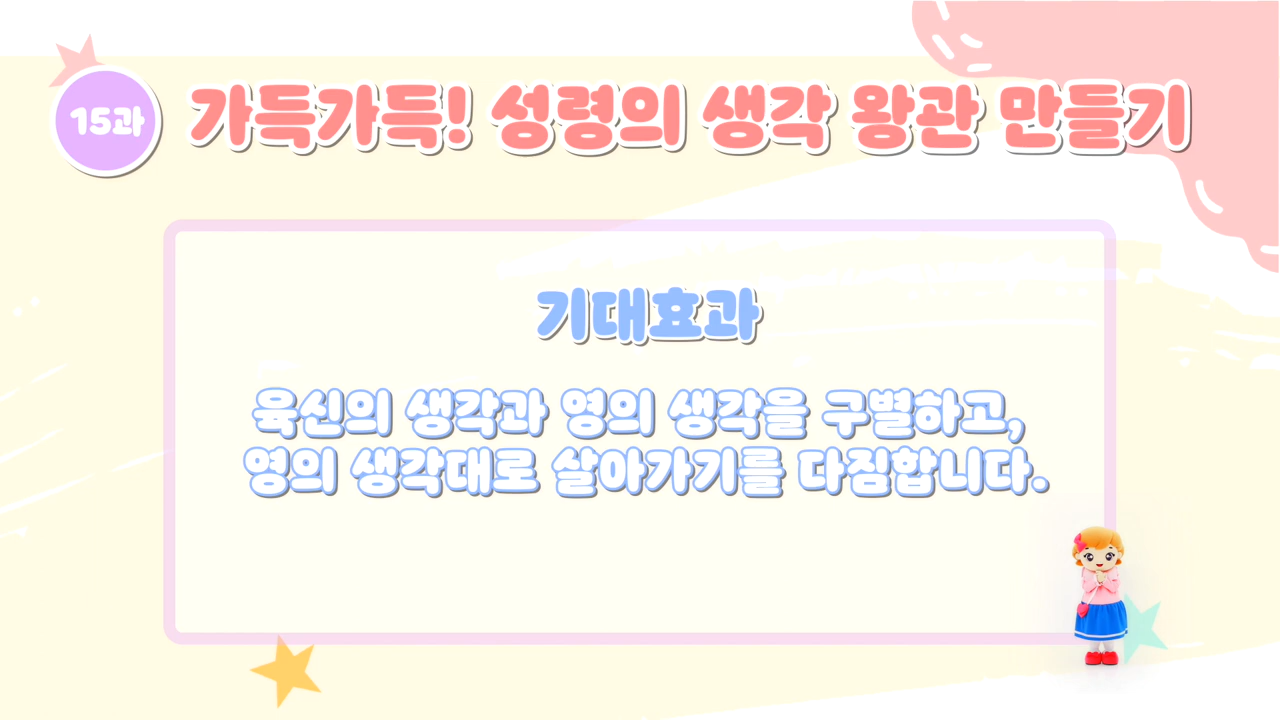 15과
가득가득! 성령의 생각 왕관 만들기
기대효과
육신의 생각과 영의 생각을 구별하고,
영의 생각대로 살아가기를 다짐합니다.